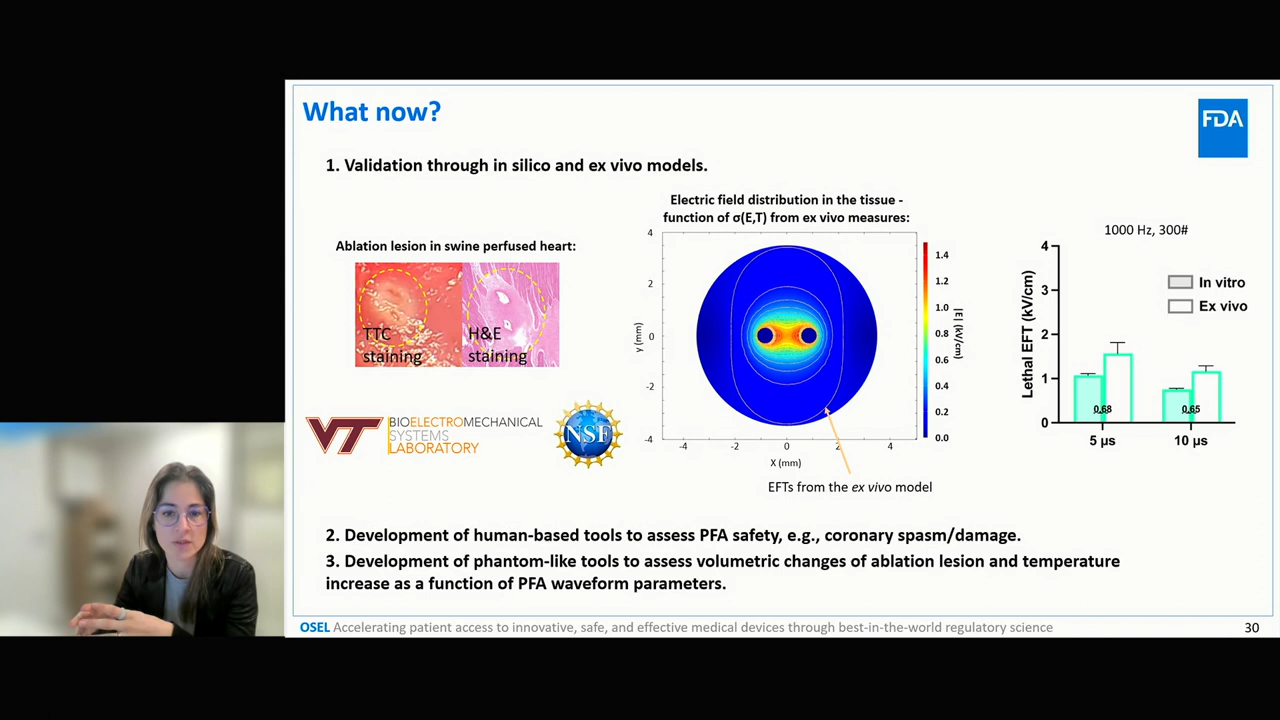 What now?
FDA
1. Validation through in silico and ex vivo models.
Ablation lesion in swine perfused heart:
TTC
staining
H&E
staining
VT
BIOELECTROMECHANICAL
SYSTEMS
LABORATORY
NSF
Electric field distribution in the tissue -
function of σ(E,T) from ex vivo measures:
4
2
0
-2
-4
y (mm)
-4 -2 0 2 4
X (mm)
1.4
1.2
1.0
0.8
0.6
0.4
0.2
0.0
|E| (kV/cm)
EFTs from the ex vivo model
1000 Hz, 300#
Lethal EFT (kV/cm)
4
3
2
1
0
In vitro
Ex vivo
0.68
0.65
5 µs
10 µs
2. Development of human-based tools to assess PFA safety, e.g., coronary spasm/damage.
3. Development of phantom-like tools to assess volumetric changes of ablation lesion and temperature
increase as a function of PFA waveform parameters.
OSEL Accelerating patient access to innovative, safe, and effective medical devices through best-in-the-world regulatory science
30